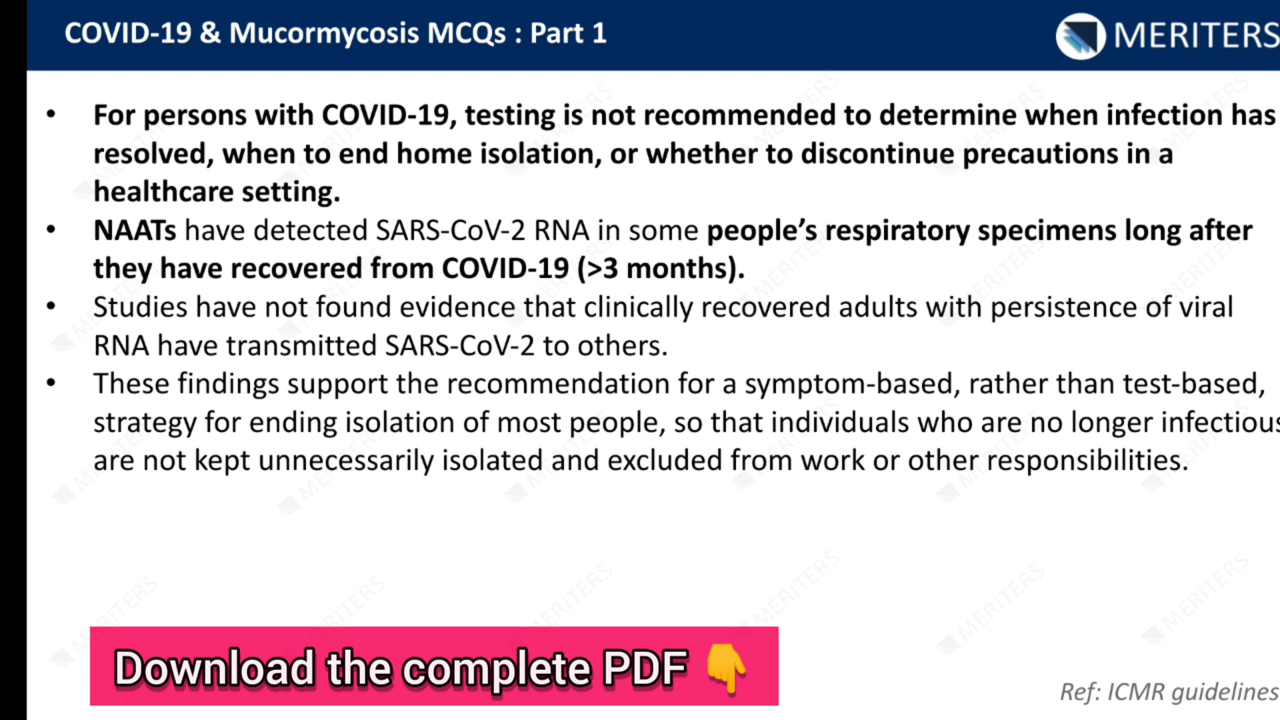 COVID-19 & Mucormycosis MCQs : Part 1
MERITERS
• For persons with COVID-19, testing is not recommended to determine when infection has
resolved, when to end home isolation, or whether to discontinue precautions in a
healthcare setting.
• NAATs have detected SARS-CoV-2 RNA in some people’s respiratory specimens long after
they have recovered from COVID-19 (>3 months).
• Studies have not found evidence that clinically recovered adults with persistence of viral
RNA have transmitted SARS-CoV-2 to others.
• These findings support the recommendation for a symptom-based, rather than test-based,
strategy for ending isolation of most people, so that individuals who are no longer infectious
are not kept unnecessarily isolated and excluded from work or other responsibilities.
Download the complete PDF 👇
Ref: ICMR guidelines